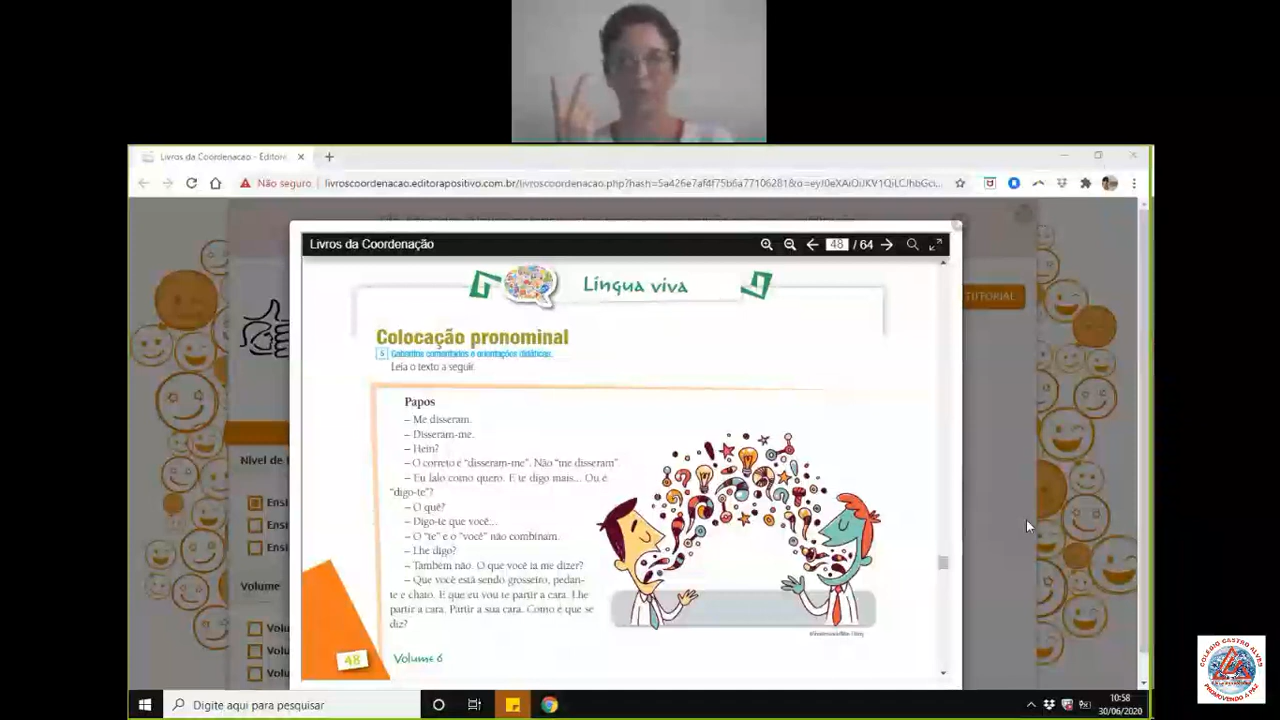 Livros da Coordenacao - Editor
Não seguro
livroscoordenacao.editorapositivo.com.br/livroscoordenacao.php?hash=5a426e7af4f75b6a77106281&o=eyJ0eXAiOiJKV1QiLCJhbGci...
Livros da Coordenação
48 / 64
Língua viva
TUTORIAL
Colocação pronominal
5 Gabaritos comentados e orientações didáticas.
Leia o texto a seguir.
Papos
– Me disseram.
– Disseram-me.
– Hein?
– O correto é "disseram-me". Não "me disseram"
– Eu falo como quero. E te digo mais... Ou é
"digo-te"?
– O quê?
– Digo-te que você...
– O "te" e o "você" não combinam.
– Lhe digo?
– Também não. O que você ia me dizer?
– Que você está sendo grosseiro, pedan-
te e chato. E que eu vou te partir a cara. Lhe
partir a cara. Partir a sua cara. Como é que se
diz?
48
Volume 6
Nível de
Ensi
Ensi
Ensi
Volume
Volu
Volu
Volu
Digite aqui para pesquisar
10:58
30/06/2020
COLÉGIO CASTRO ALVES
PROMOVENDO A PAZ